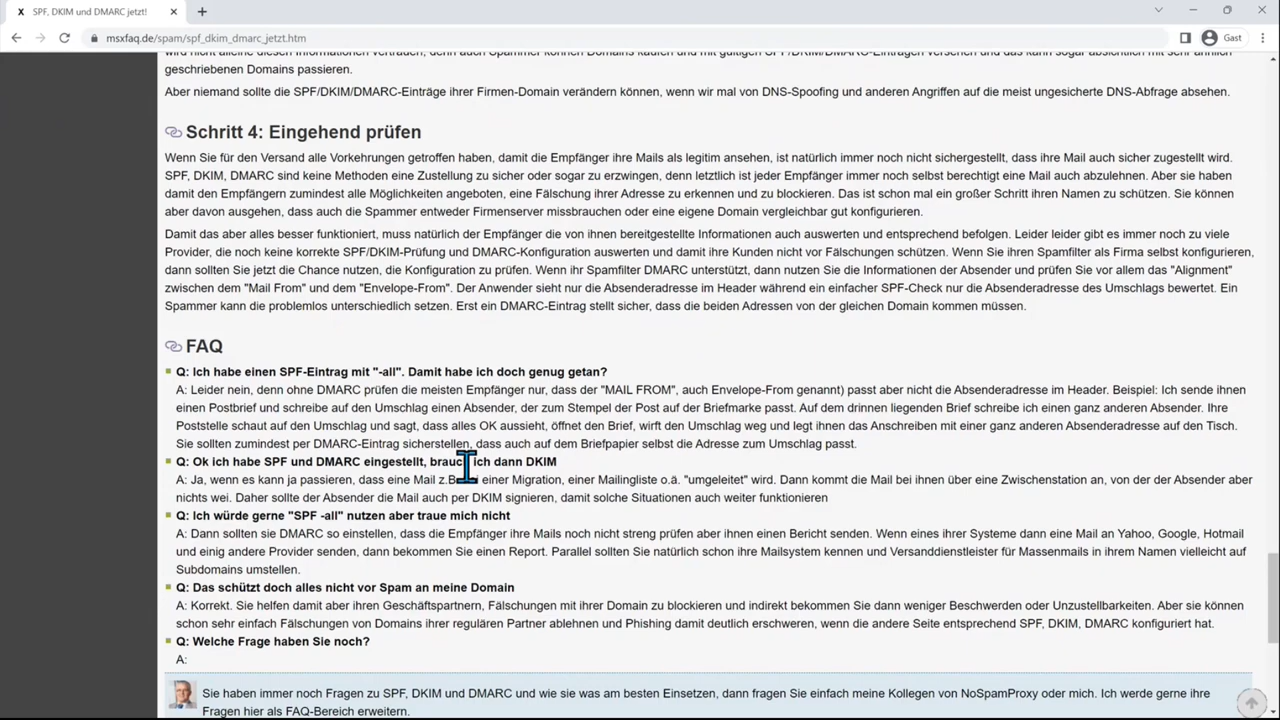 SPF, DKIM und DMARC jetzt!
msxfaq.de/spam/spf_dkim_dmarc_jetzt.htm
Gast
wird nicht alleine diesen Informationen vertrauen, denn auch Spammer können Domains kaufen und mit gültigen SPF/DKIM/DMARC-Einträgen versehen und das kann sogar absichtlich mit sehr ähnlich
geschriebenen Domains passieren.
Aber niemand sollte die SPF/DKIM/DMARC-Einträge ihrer Firmen-Domain verändern können, wenn wir mal von DNS-Spoofing und anderen Angriffen auf die meist ungesicherte DNS-Abfrage absehen.
Schritt 4: Eingehend prüfen
Wenn Sie für den Versand alle Vorkehrungen getroffen haben, damit die Empfänger ihre Mails als legitim ansehen, ist natürlich immer noch nicht sichergestellt, dass ihre Mail auch sicher zugestellt wird.
SPF, DKIM, DMARC sind keine Methoden eine Zustellung zu sicher oder sogar zu erzwingen, denn letztlich ist jeder Empfänger immer noch selbst berechtigt eine Mail auch abzulehnen. Aber sie haben
damit den Empfängern zumindest alle Möglichkeiten angeboten, eine Fälschung ihrer Adresse zu erkennen und zu blockieren. Das ist schon mal ein großer Schritt ihren Namen zu schützen. Sie können
aber davon ausgehen, dass auch die Spammer entweder Firmenserver missbrauchen oder eine eigene Domain vergleichbar gut konfigurieren.
Damit das aber alles besser funktioniert, muss natürlich der Empfänger die von ihnen bereitgestellte Informationen auch auswerten und entsprechend befolgen. Leider leider gibt es immer noch zu viele
Provider, die noch keine korrekte SPF/DKIM-Prüfung und DMARC-Konfiguration auswerten und damit ihre Kunden nicht vor Fälschungen schützen. Wenn Sie ihren Spamfilter als Firma selbst konfigurieren,
dann sollten Sie jetzt die Chance nutzen, die Konfiguration zu prüfen. Wenn ihr Spamfilter DMARC unterstützt, dann nutzen Sie die Informationen der Absender und prüfen Sie vor allem das "Alignment"
zwischen dem "Mail From" und dem "Envelope-From". Der Anwender sieht nur die Absenderadresse im Header während ein einfacher SPF-Check nur die Absenderadresse des Umschlags bewertet. Ein
Spammer kann die problemlos unterschiedlich setzen. Erst ein DMARC-Eintrag stellt sicher, dass die beiden Adressen von der gleichen Domain kommen müssen.
FAQ
Q: Ich habe einen SPF-Eintrag mit "-all". Damit habe ich doch genug getan?
A: Leider nein, denn ohne DMARC prüfen die meisten Empfänger nur, dass der "MAIL FROM", auch Envelope-From genannt) passt aber nicht die Absenderadresse im Header. Beispiel: Ich sende ihnen
einen Postbrief und schreibe auf den Umschlag einen Absender, der zum Stempel der Post auf der Briefmarke passt. Auf dem drinnen liegenden Brief schreibe ich einen ganz anderen Absender. Ihre
Poststelle schaut auf den Umschlag und sagt, dass alles OK aussieht, öffnet den Brief, wirft den Umschlag weg und legt ihnen das Anschreiben mit einer ganz anderen Absenderadresse auf den Tisch.
Sie sollten zumindest per DMARC-Eintrag sicherstellen, dass auch auf dem Briefpapier selbst die Adresse zum Umschlag passt.
Q: Ok ich habe SPF und DMARC eingestellt, brauch ich dann DKIM
A: Ja, wenn es kann ja passieren, dass eine Mail z.B. bei einer Migration, einer Mailingliste o.ä. "umgeleitet" wird. Dann kommt die Mail bei ihnen über eine Zwischenstation an, von der der Absender aber
nichts wei. Daher sollte der Absender die Mail auch per DKIM signieren, damit solche Situationen auch weiter funktionieren
Q: Ich würde gerne "SPF -all" nutzen aber traue mich nicht
A: Dann sollten sie DMARC so einstellen, dass die Empfänger ihre Mails noch nicht streng prüfen aber ihnen einen Bericht senden. Wenn eines ihrer Systeme dann eine Mail an Yahoo, Google, Hotmail
und einig andere Provider senden, dann bekommen Sie einen Report. Parallel sollten Sie natürlich schon ihre Mailsystem kennen und Versanddienstleister für Massenmails in ihrem Namen vielleicht auf
Subdomains umstellen.
Q: Das schützt doch alles nicht vor Spam an meine Domain
A: Korrekt. Sie helfen damit aber ihren Geschäftspartnern, Fälschungen mit ihrer Domain zu blockieren und indirekt bekommen Sie dann weniger Beschwerden oder Unzustellbarkeiten. Aber sie können
schon sehr einfach Fälschungen von Domains ihrer regulären Partner ablehnen und Phishing damit deutlich erschweren, wenn die andere Seite entsprechend SPF, DKIM, DMARC konfiguriert hat.
Q: Welche Frage haben Sie noch?
A:
Sie haben immer noch Fragen zu SPF, DKIM und DMARC und wie sie was am besten Einsetzen, dann fragen Sie einfach meine Kollegen von NoSpamProxy oder mich. Ich werde gerne ihre
Fragen hier als FAQ-Bereich erweitern.